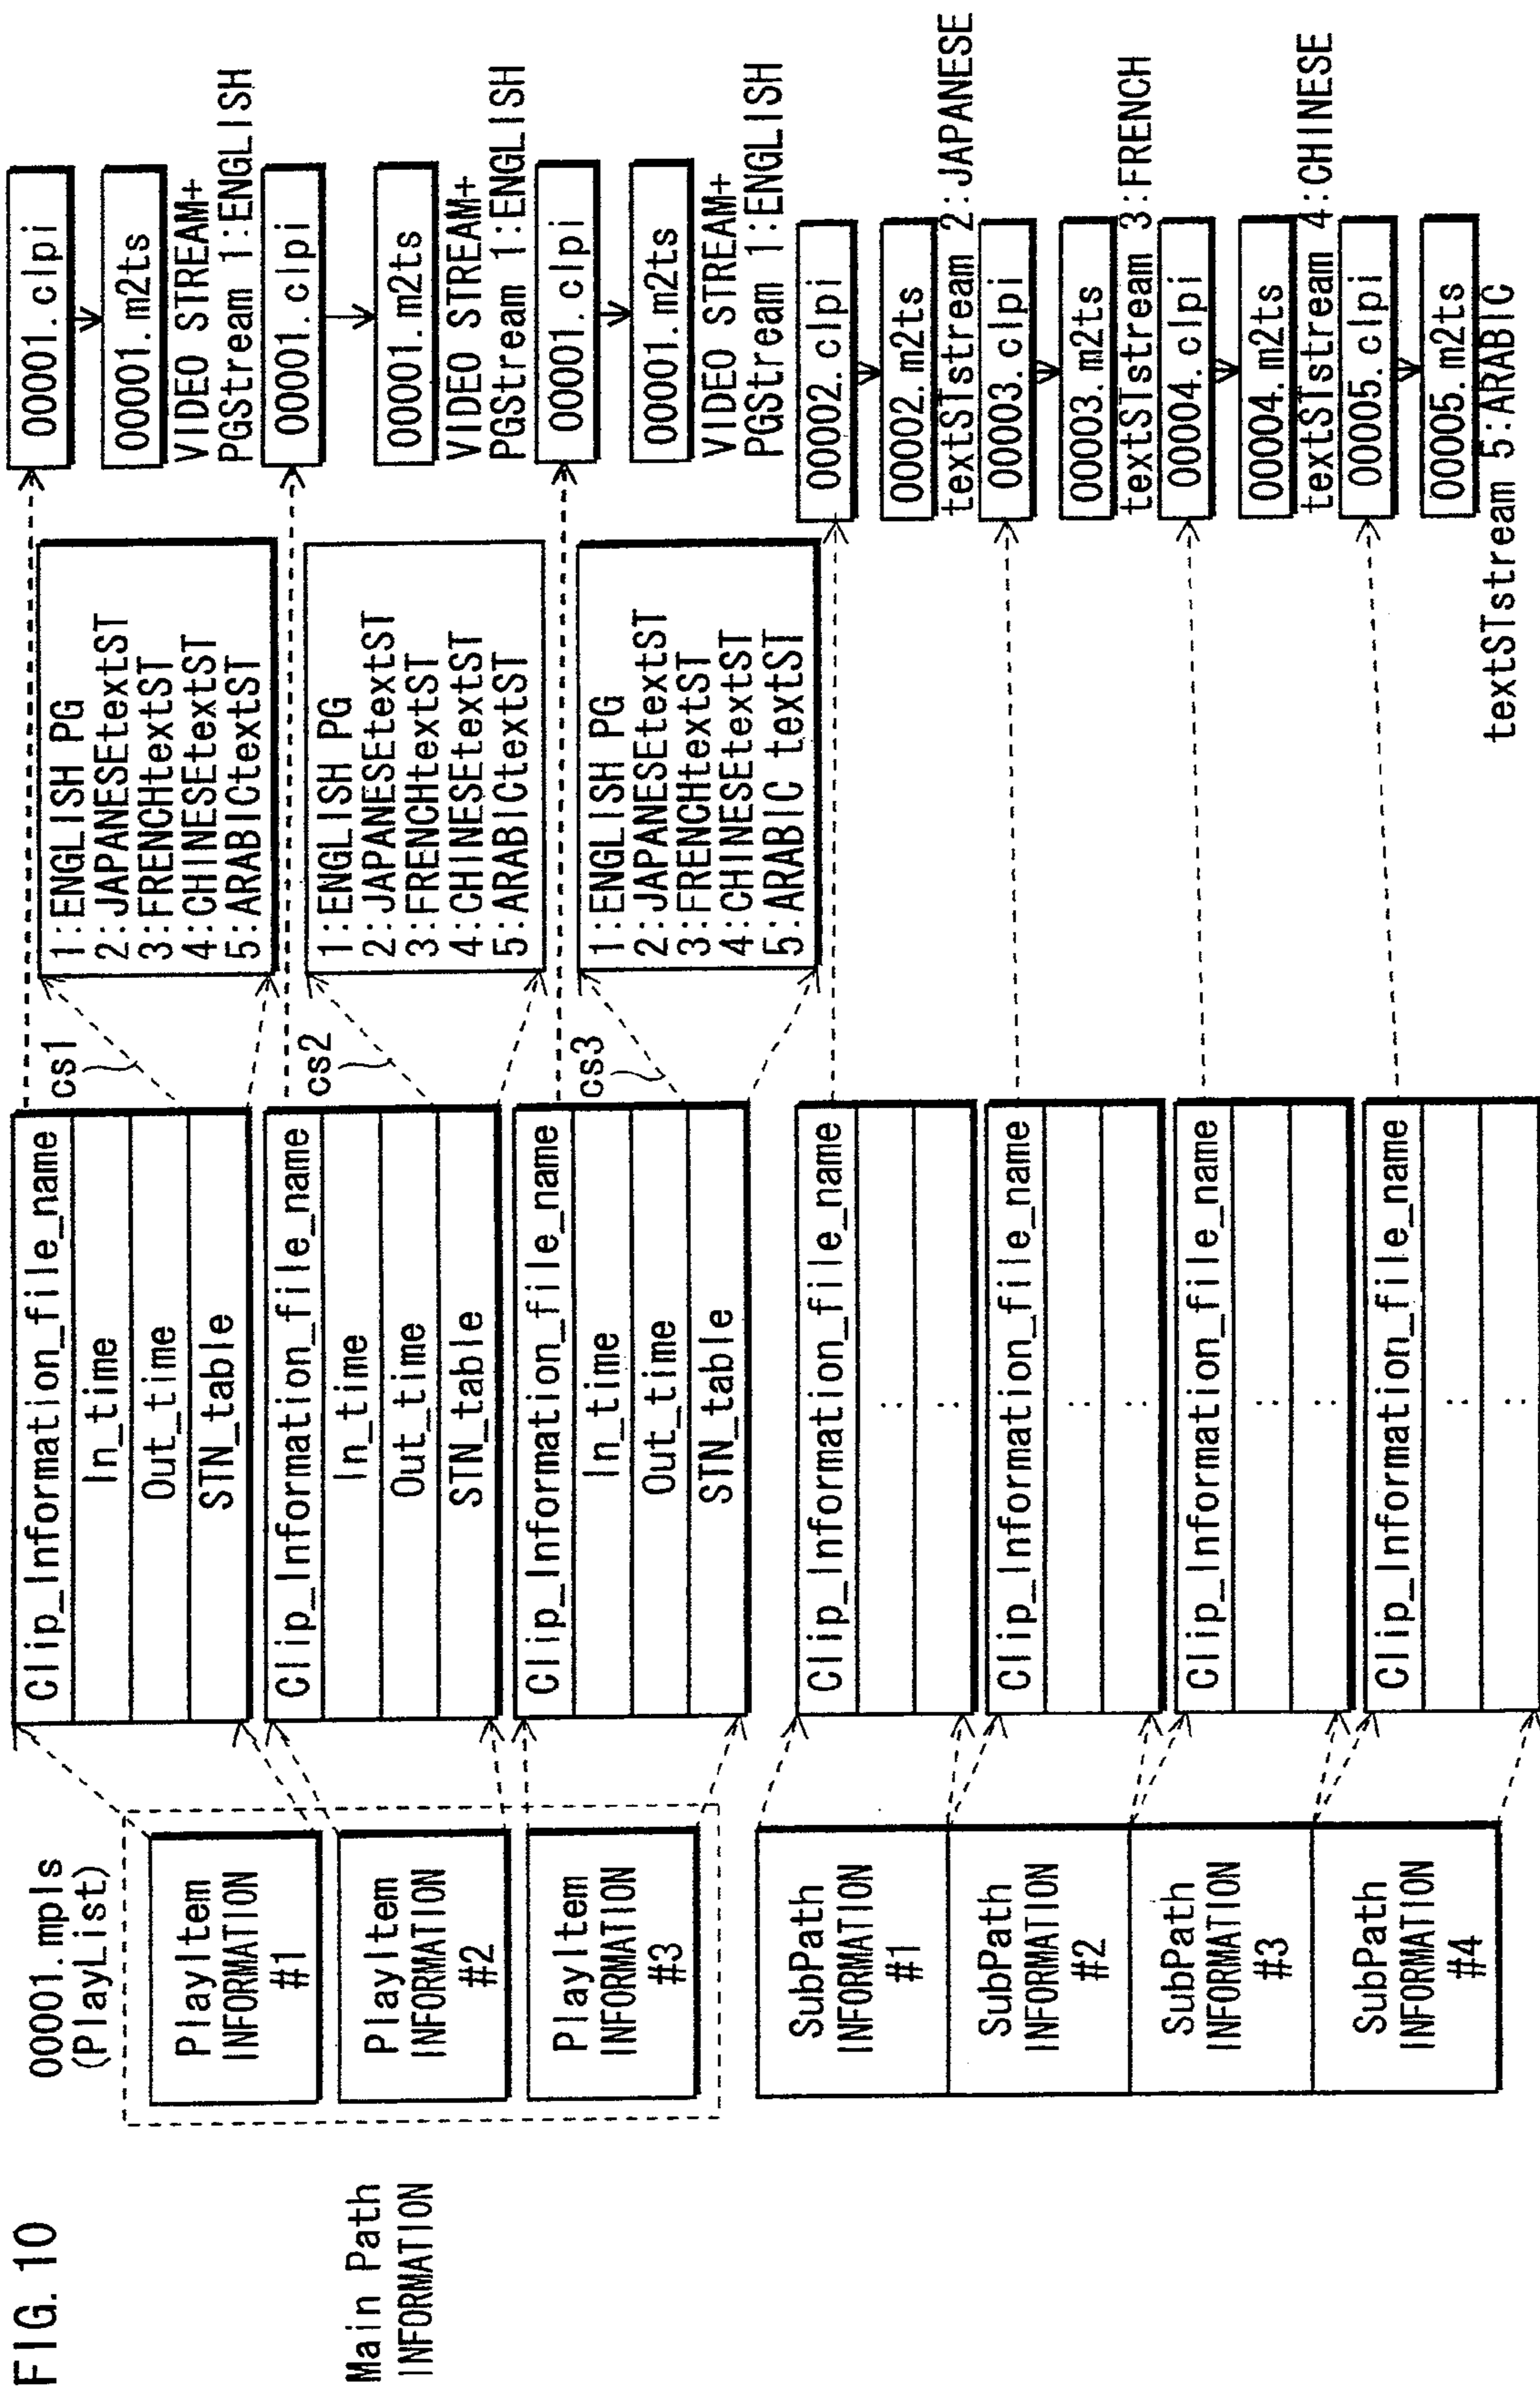 FIG. 10
00001.mpls
(PlayList)
Main Path
INFORMATION
PlayItem
INFORMATION
#1
PlayItem
INFORMATION
#2
PlayItem
INFORMATION
#3
SubPath
INFORMATION
#1
SubPath
INFORMATION
#2
SubPath
INFORMATION
#3
SubPath
INFORMATION
#4
Clip_Information_file_name
In_time
Out_time
STN_table
Clip_Information_file_name
In_time
Out_time
STN_table
Clip_Information_file_name
In_time
Out_time
STN_table
Clip_Information_file_name
Clip_Information_file_name
Clip_Information_file_name
Clip_Information_file_name
cs1
1:ENGLISH PG
2:JAPANESEtextST
3:FRENCHtextST
4:CHINESEtextST
5:ARABICtextST
cs2
1:ENGLISH PG
2:JAPANESEtextST
3:FRENCHtextST
4:CHINESEtextST
5:ARABICtextST
cs3
1:ENGLISH PG
2:JAPANESEtextST
3:FRENCHtextST
4:CHINESEtextST
5:ARABIC textST
00001.clpi
00001.m2ts
VIDEO STREAM+
PGStream 1:ENGLISH
00001.clpi
00001.m2ts
VIDEO STREAM+
PGStream 1:ENGLISH
00001.clpi
00001.m2ts
VIDEO STREAM+
PGStream 1:ENGLISH
00002.clpi
00002.m2ts
textSTstream 2:JAPANESE
00003.clpi
00003.m2ts
textSTstream 3:FRENCH
00004.clpi
00004.m2ts
textSTstream 4:CHINESE
00005.clpi
00005.m2ts
textSTstream 5:ARABIC